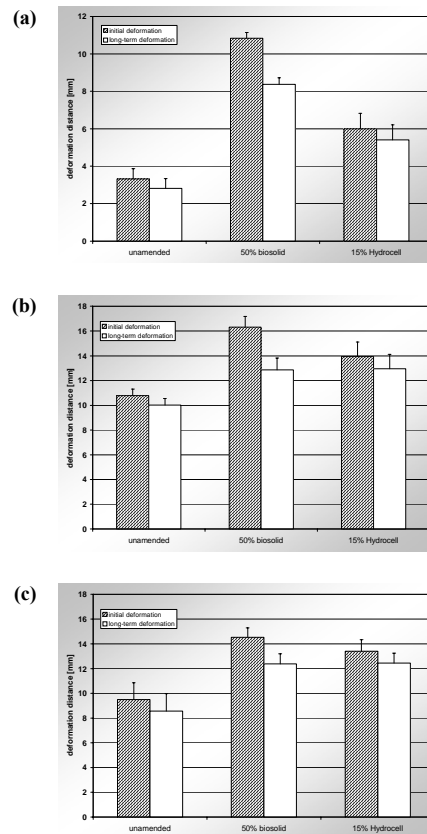 (a)
12
10
8
6
4
2
0
deformation distance [mm]
initial deformation
long-term deformation
unamended
50% biosolid
15% Hydrocell
(b)
18
16
14
12
10
8
6
4
2
0
deformation distance [mm]
initial deformation
long-term deformation
unamended
50% biosolid
15% Hydrocell
(c)
18
16
14
12
10
8
6
4
2
0
deformation distance [mm]
initial deformation
long-term deformation
unamended
50% biosolid
15% Hydrocell